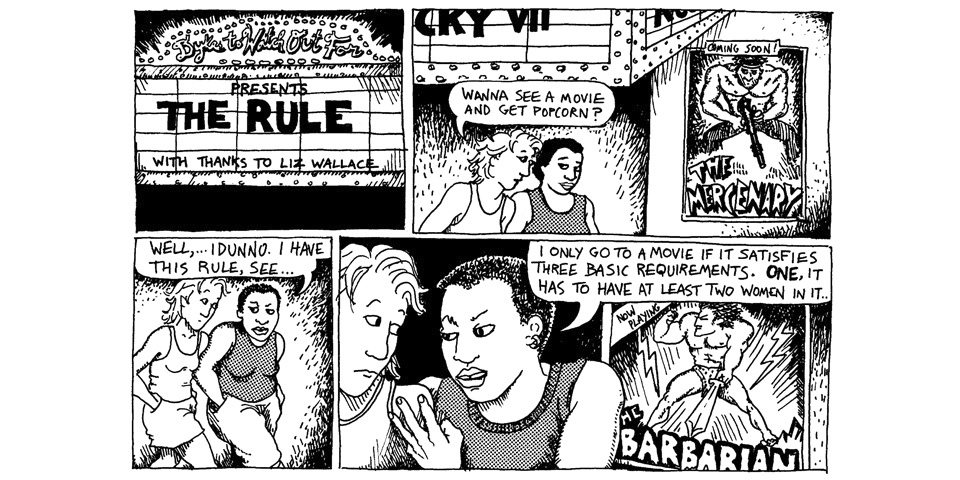 Dykes to Watch Out For
PRESENTS
THE RULE
WITH THANKS TO LIZ WALLACE
CKY VII
WANNA SEE A MOVIE
AND GET POPCORN?
COMING SOON!
THE
MERCENARY
WELL,... I DUNNO. I HAVE
THIS RULE, SEE...
I ONLY GO TO A MOVIE IF IT SATISFIES
THREE BASIC REQUIREMENTS. ONE, IT
HAS TO HAVE AT LEAST TWO WOMEN IN IT..
NOW PLAYING
THE
BARBARIAN